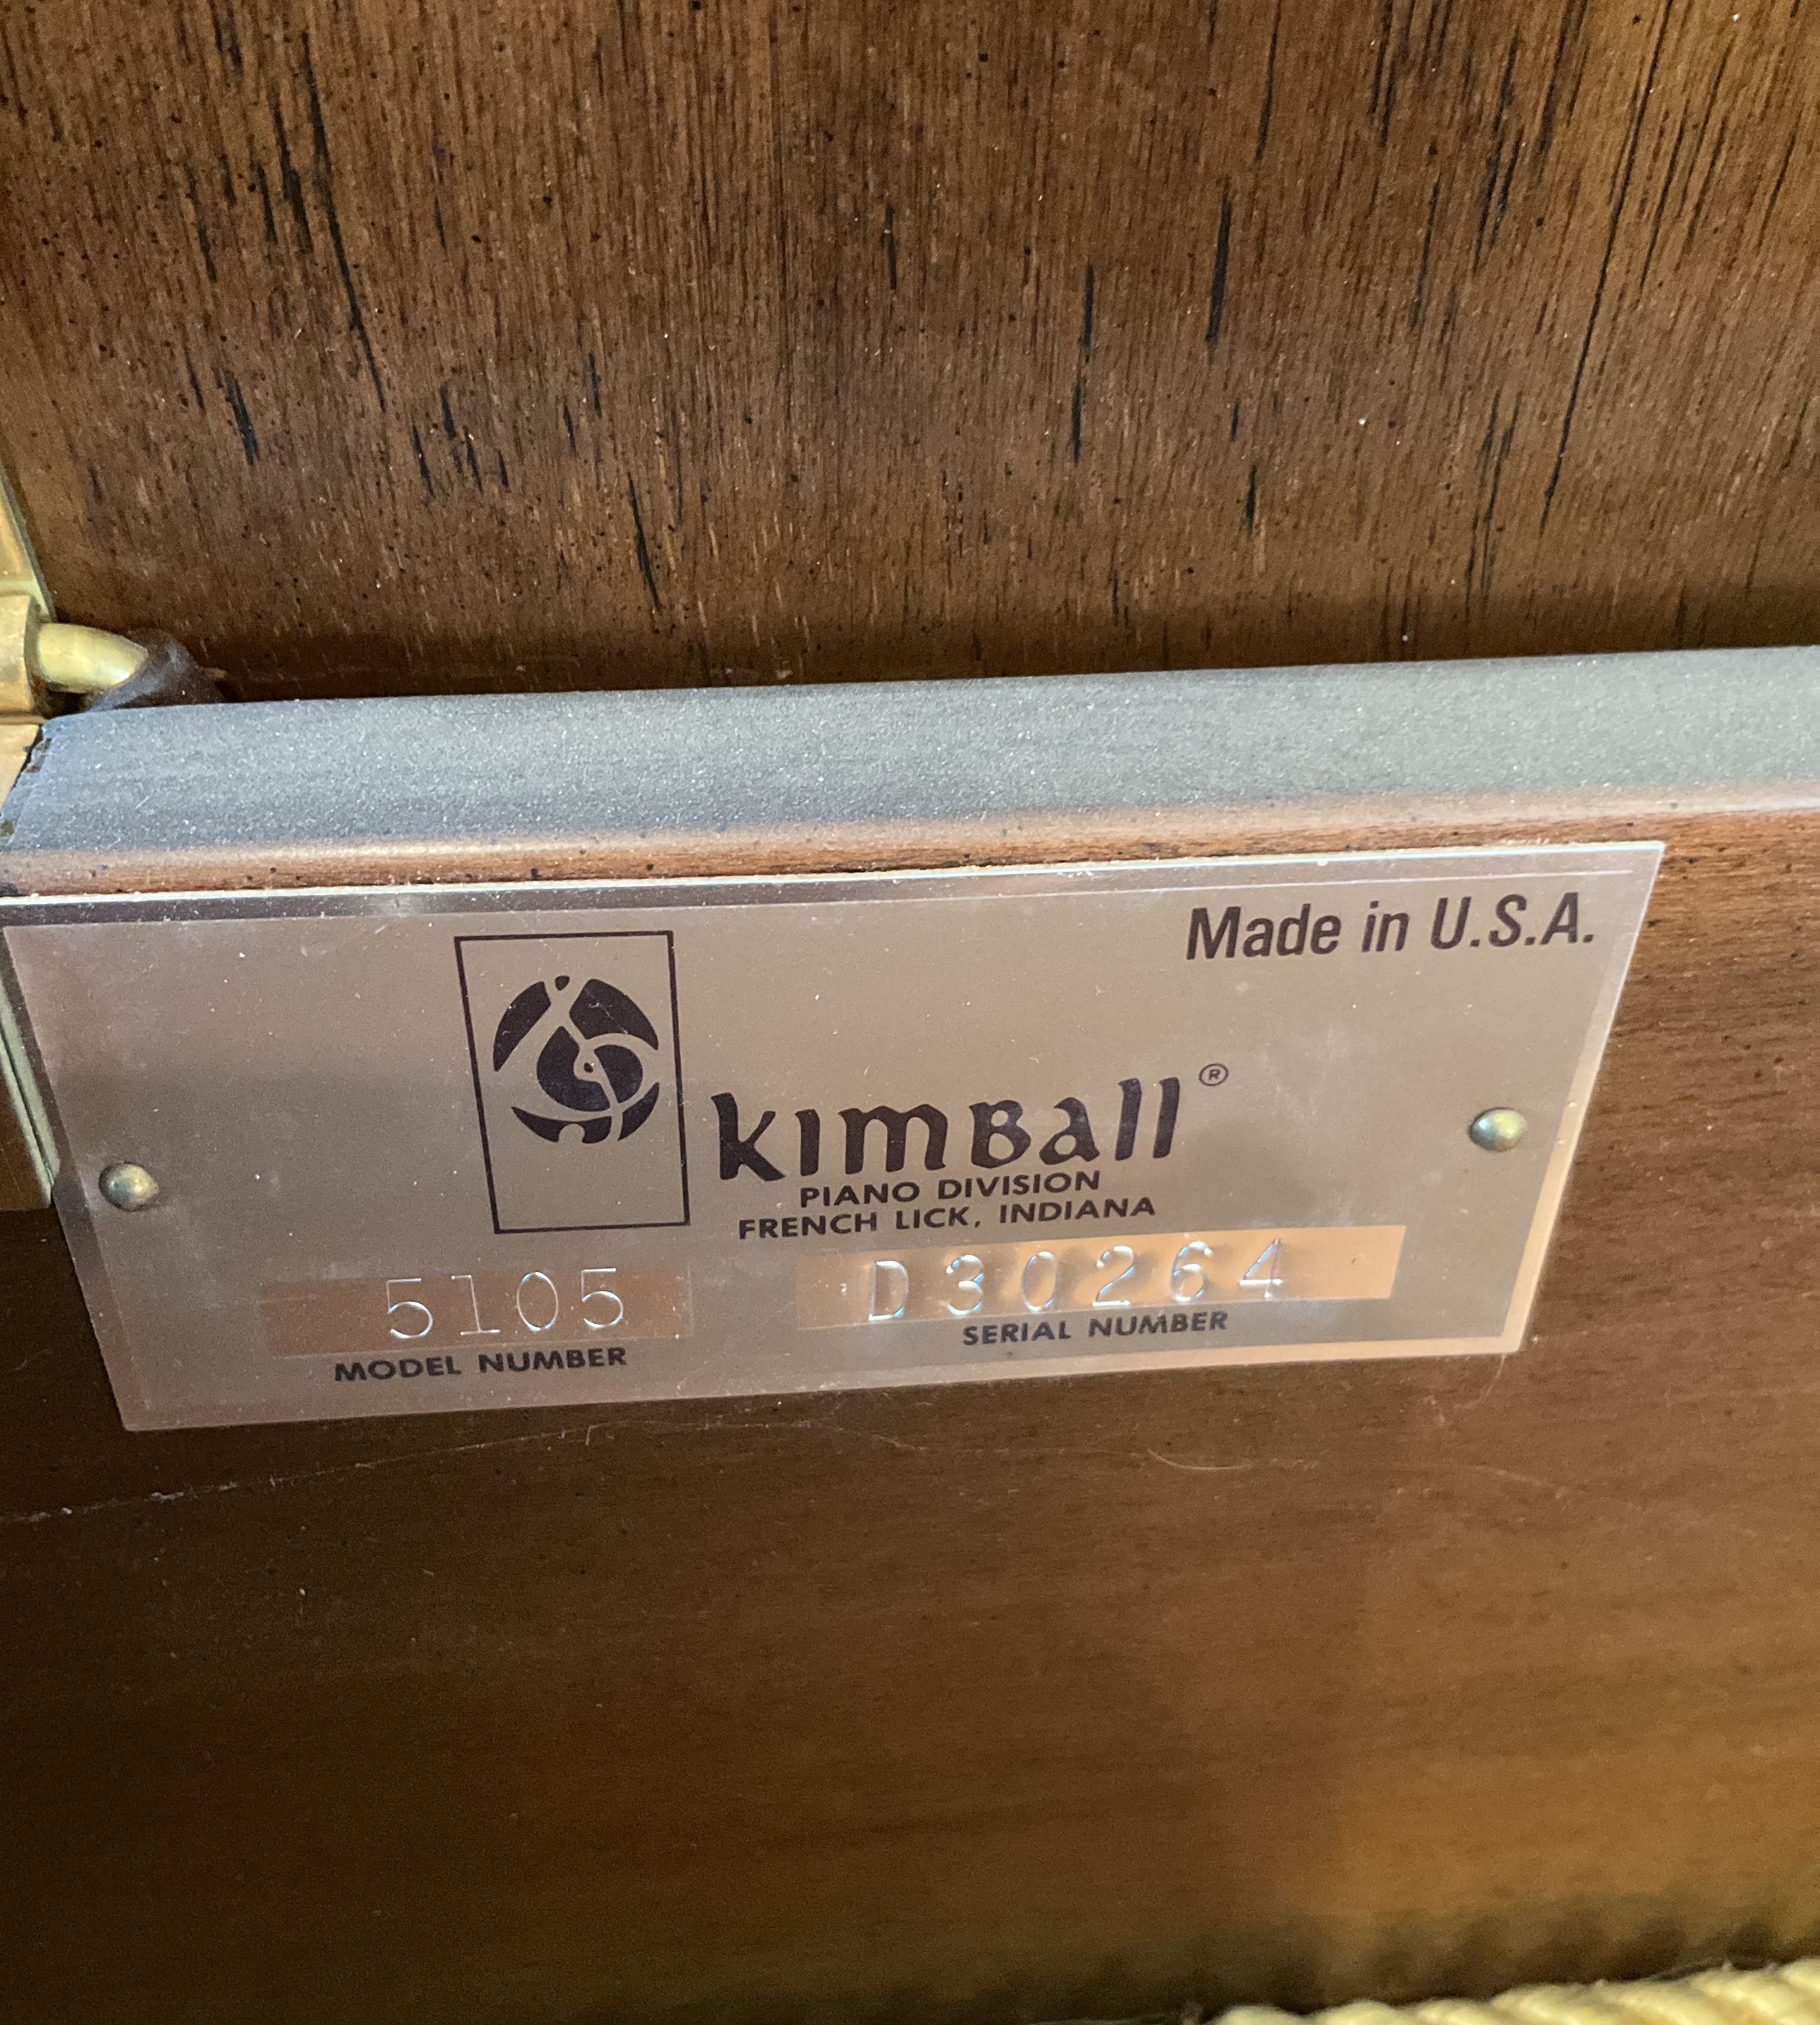 Made in U.S.A.
kimball ®
PIANO DIVISION
FRENCH LICK, INDIANA
5105 D30264
MODEL NUMBER SERIAL NUMBER